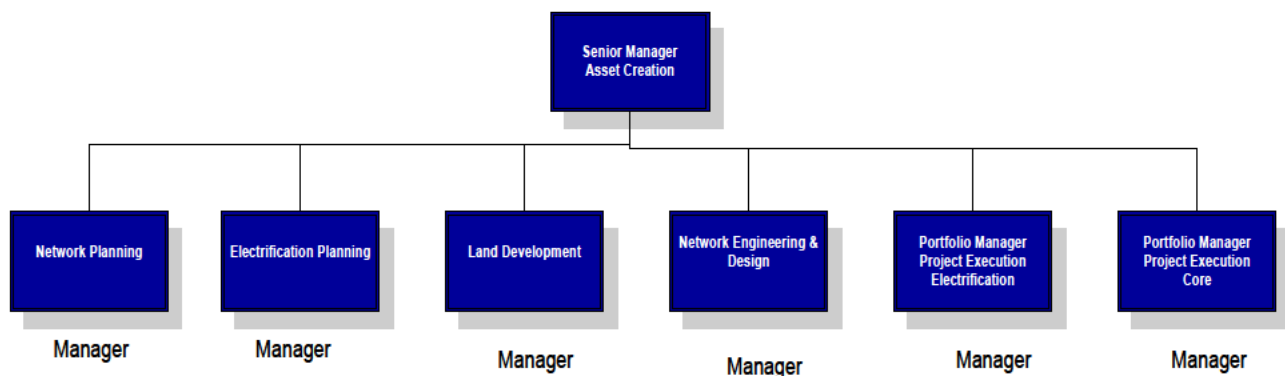 Senior Manager
Asset Creation
Network Planning
Electrification Planning
Land Development
Network Engineering &
Design
Portfolio Manager
Project Execution
Electrification
Portfolio Manager
Project Execution
Core
Manager
Manager
Manager
Manager
Manager
Manager